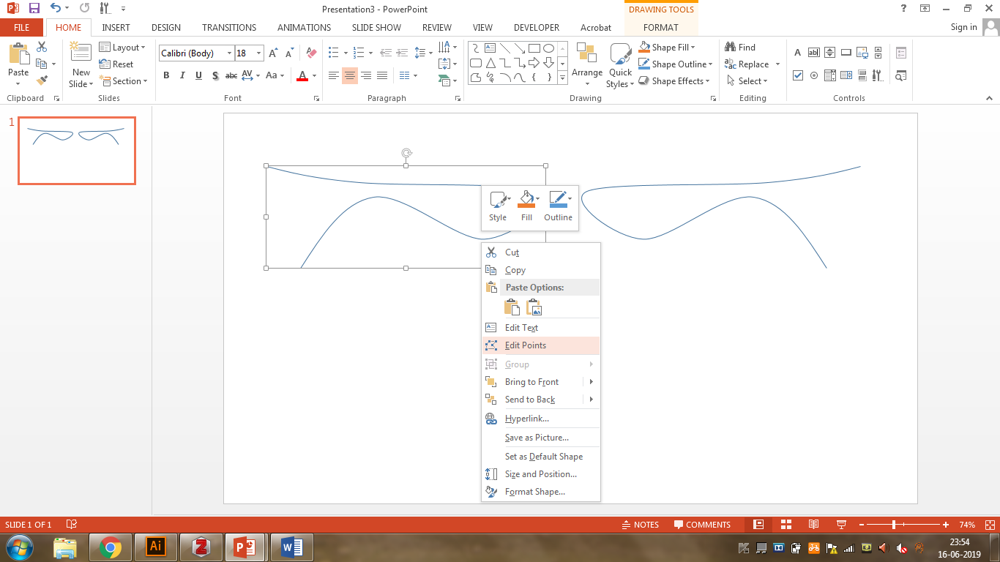 Presentation3 - PowerPoint
DRAWING TOOLS
?
FILE HOME INSERT DESIGN TRANSITIONS ANIMATIONS SLIDE SHOW REVIEW VIEW DEVELOPER Acrobat FORMAT Sign in
Paste
New
Slide
Layout
Reset
Section
Calibri (Body) 18
B I U S abc AV Aa A
Arrange
Quick
Styles
Shape Fill
Shape Outline
Shape Effects
Find
Replace
Select
Clipboard Slides Font Paragraph Drawing Editing Controls
1
Style Fill Outline
Cut
Copy
Paste Options:
Edit Text
Edit Points
Group
Bring to Front
Send to Back
Hyperlink...
Save as Picture...
Set as Default Shape
Size and Position...
Format Shape...
SLIDE 1 OF 1 NOTES COMMENTS 74%
Ai
23:54
16-06-2019